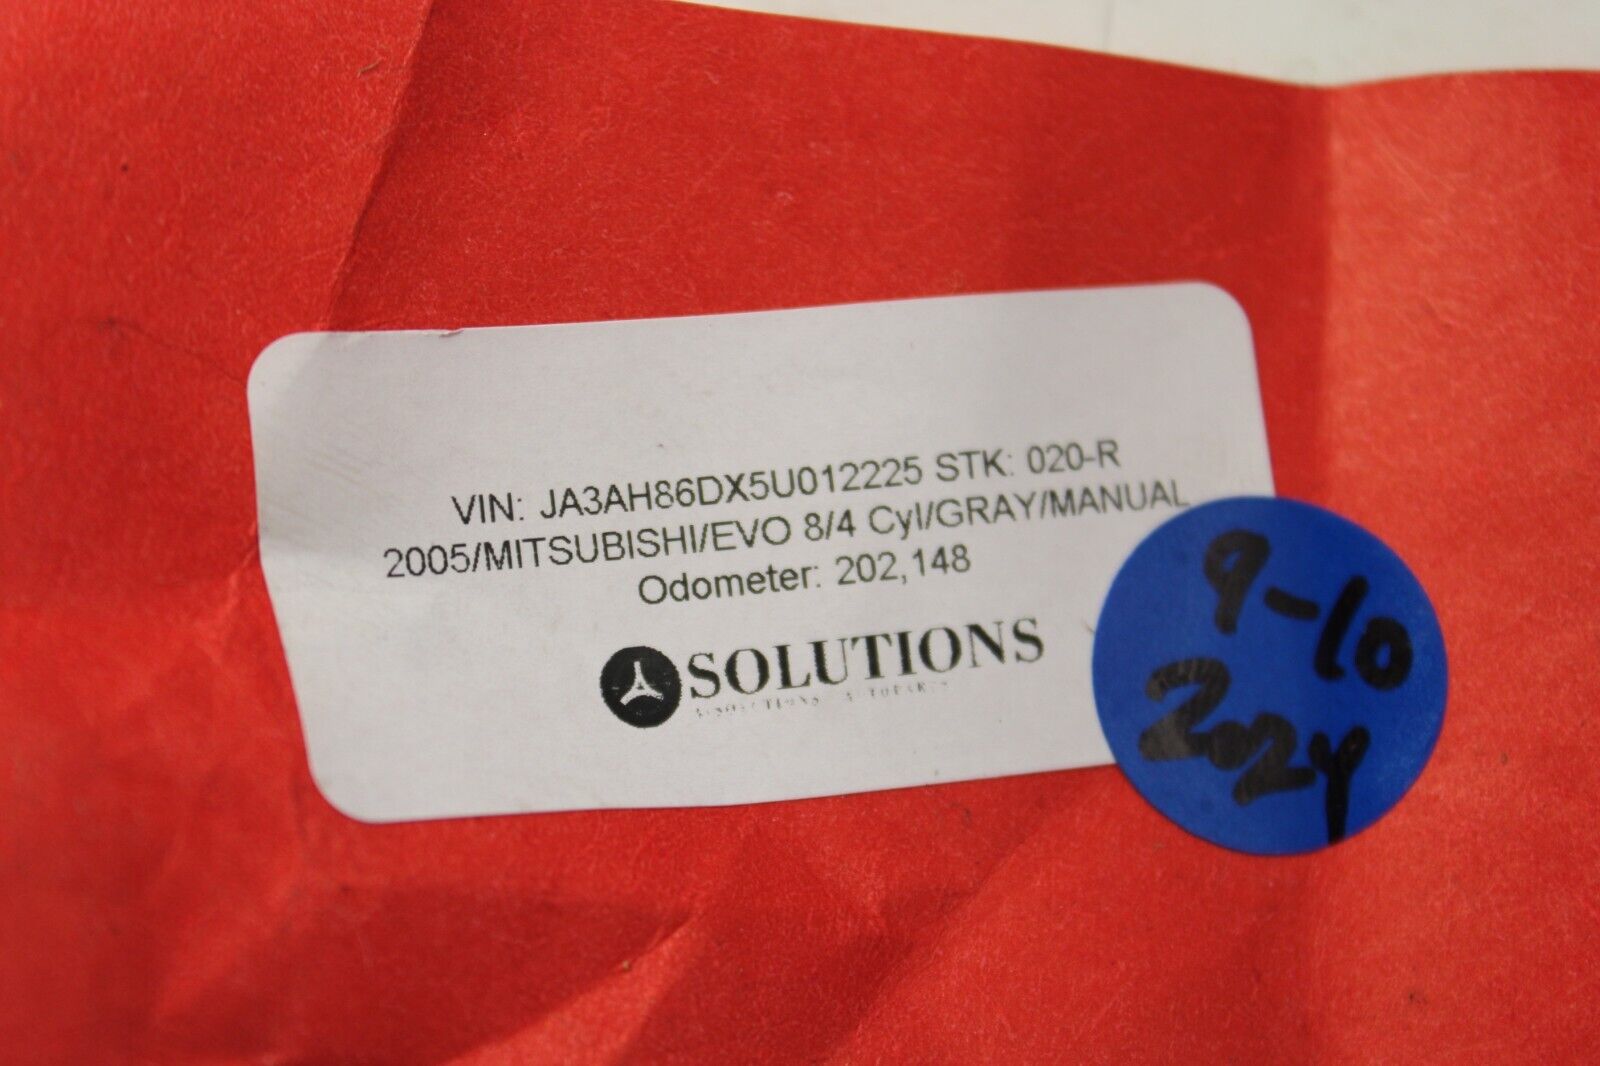 VIN: JA3AH86DX5U012225 STK: 020-R
2005/MITSUBISHI/EVO 8/4 Cyl/GRAY/MANUAL
Odometer: 202,148
SOLUTIONS
9-10
2024